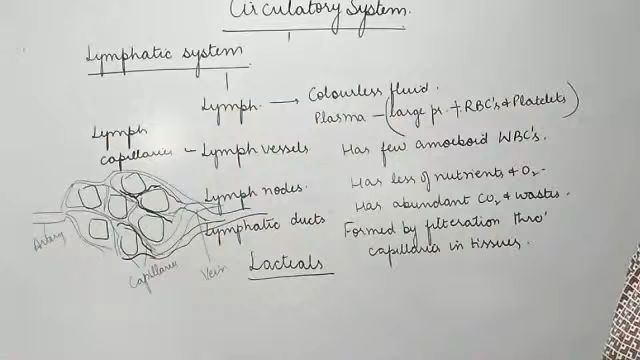 Circulatory System.
Lymphatic system
Lymph. → Colourless fluid.
Plasma - (Large pr. + RBC's & Platelets)
Lymph capillaries - Lymph vessels
Has few amoeboid WBC's.
Lymph nodes.
Has less of nutrients & O2.
Has abundant CO2 & wastes.
Lymphatic ducts
Formed by filteration thro'
capillaries in tissues.
Lacteals
Artery
Capillaries
Vein